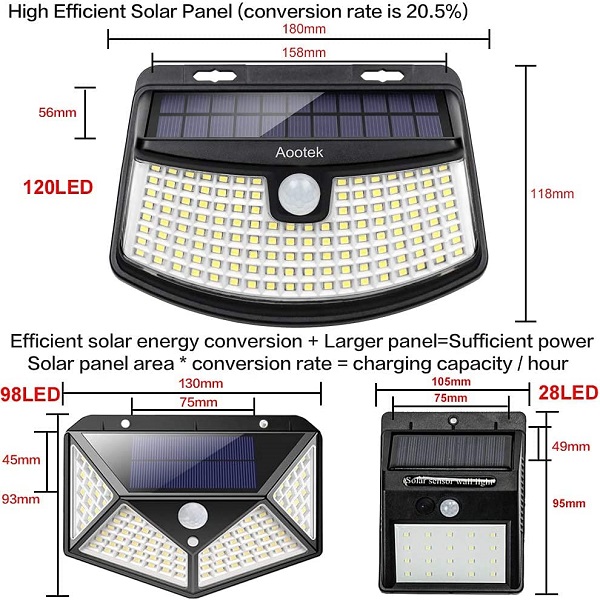 High Efficient Solar Panel (conversion rate is 20.5%)
180mm
158mm
56mm
Aootek
120LED
118mm
Efficient solar energy conversion + Larger panel=Sufficient power
Solar panel area * conversion rate = charging capacity / hour
98LED
130mm
75mm
45mm
93mm
105mm
28LED
75mm
49mm
Solar sensor wall light
95mm